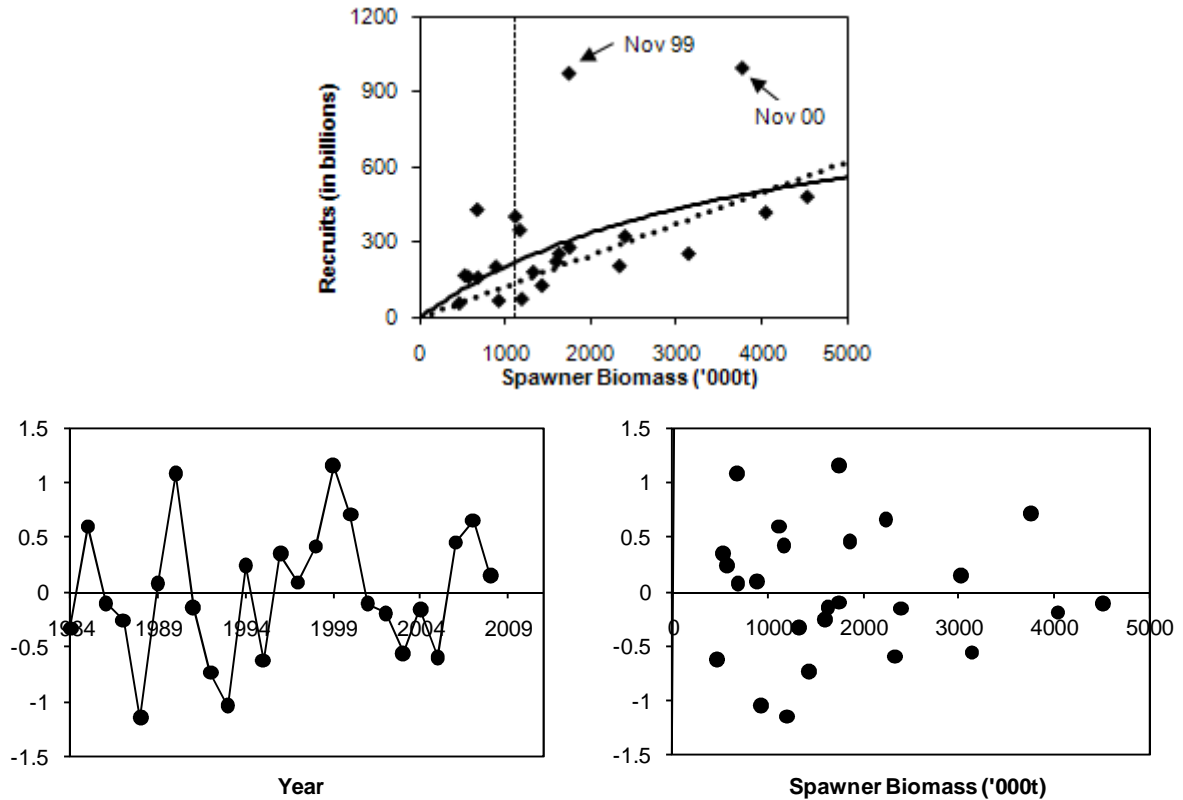 1200
900
600
300
0
Recruits (in billions)
Nov 99
Nov 00
0 1000 2000 3000 4000 5000
Spawner Biomass ('000t)
1.5
1
0.5
0
-0.5
-1
-1.5
1984 1989 1994 1999 2004 2009
Year
1.5
1
0.5
0
-0.5
-1
-1.5
0 1000 2000 3000 4000 5000
Spawner Biomass ('000t)